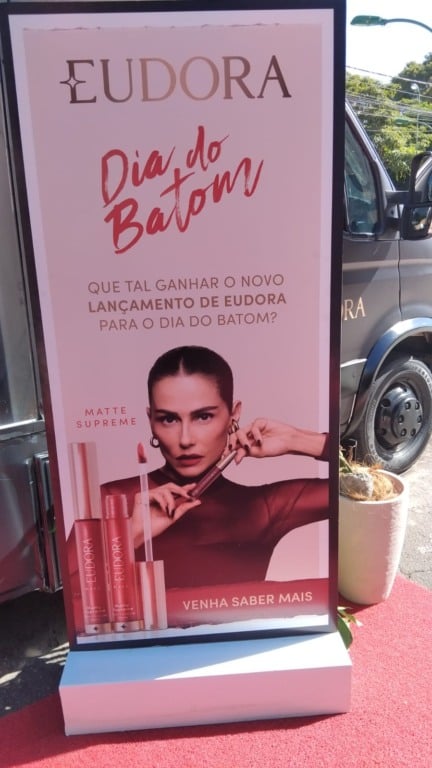 EUDORA
Dia do
Batom
QUE TAL GANHAR O NOVO
LANÇAMENTO DE EUDORA
PARA O DIA DO BATOM?
MATTE
SUPREME
EUDORA
EUDORA
VENHA SABER MAIS